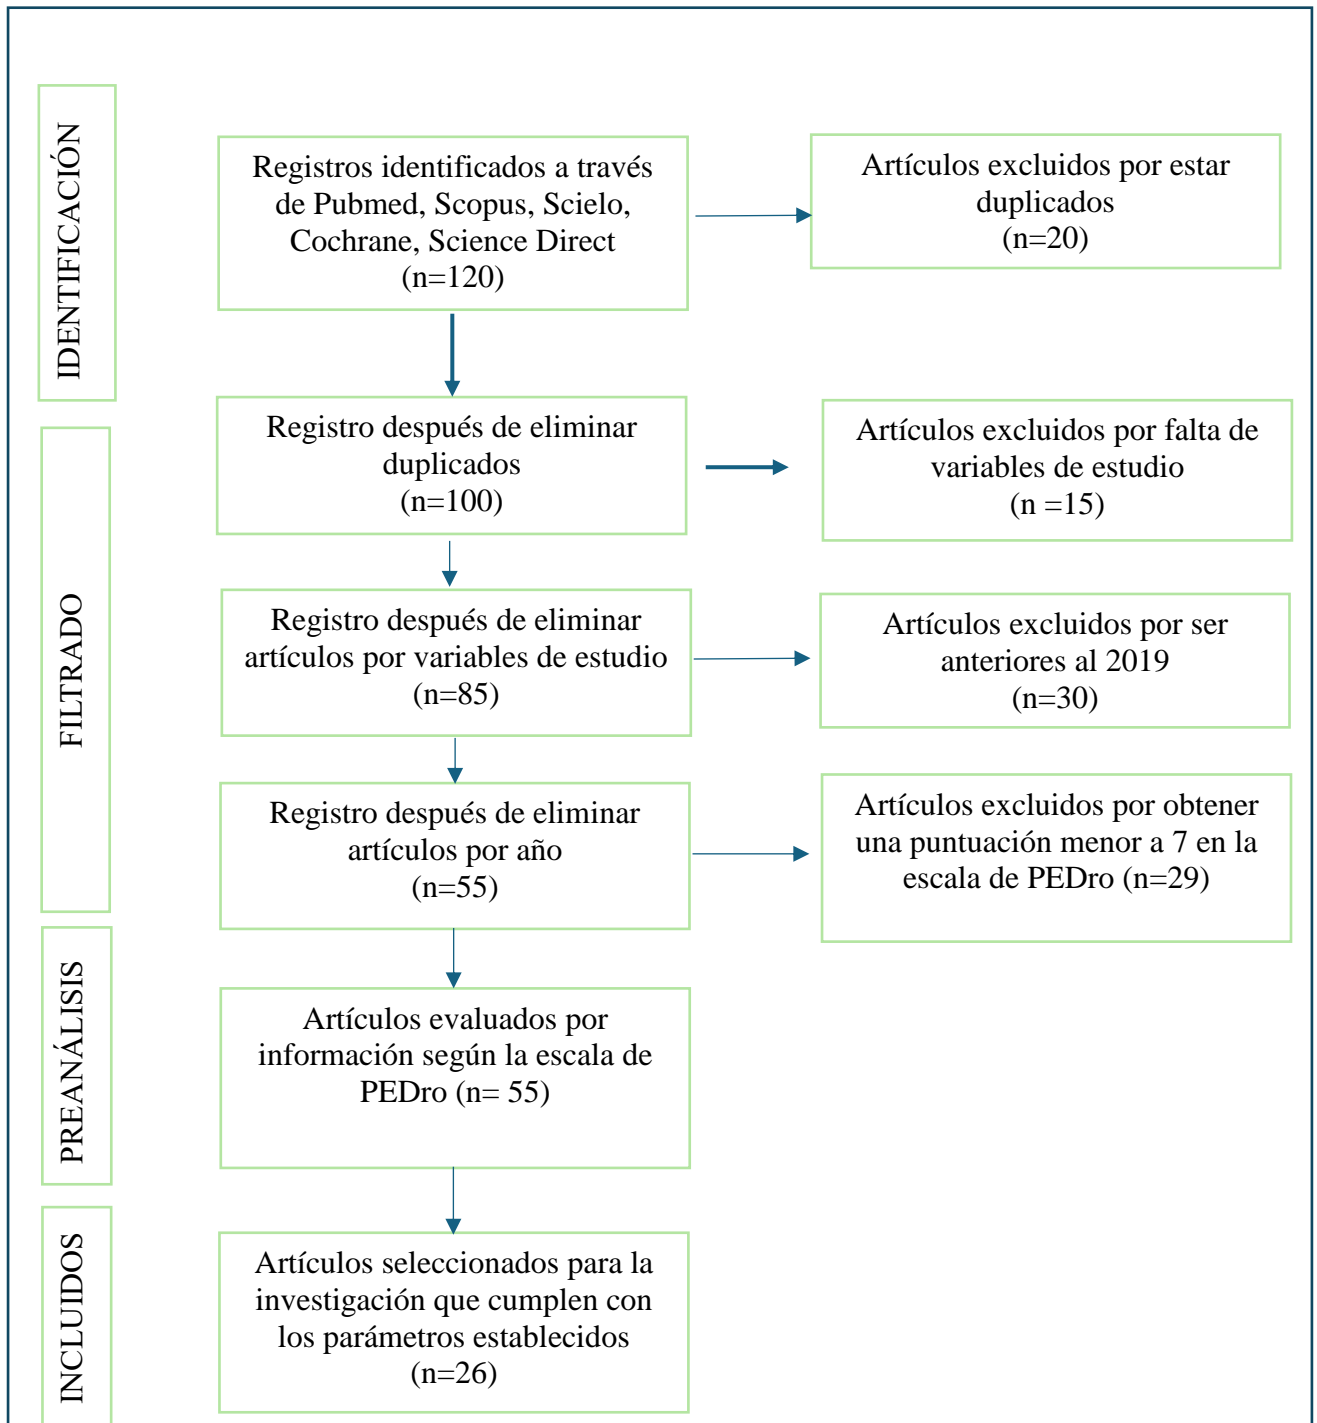 IDENTIFICACIÓN
Registros identificados a través
de Pubmed, Scopus, Scielo,
Cochrane, Science Direct
(n=120)
Artículos excluidos por estar
duplicados
(n=20)
FILTRADO
Registro después de eliminar
duplicados
(n=100)
Artículos excluidos por falta de
variables de estudio
(n =15)
Registro después de eliminar
artículos por variables de estudio
(n=85)
Artículos excluidos por ser
anteriores al 2019
(n=30)
Registro después de eliminar
artículos por año
(n=55)
Artículos excluidos por obtener
una puntuación menor a 7 en la
escala de PEDro (n=29)
PREANÁLISIS
Artículos evaluados por
información según la escala de
PEDro (n= 55)
INCLUIDOS
Artículos seleccionados para la
investigación que cumplen con
los parámetros establecidos
(n=26)